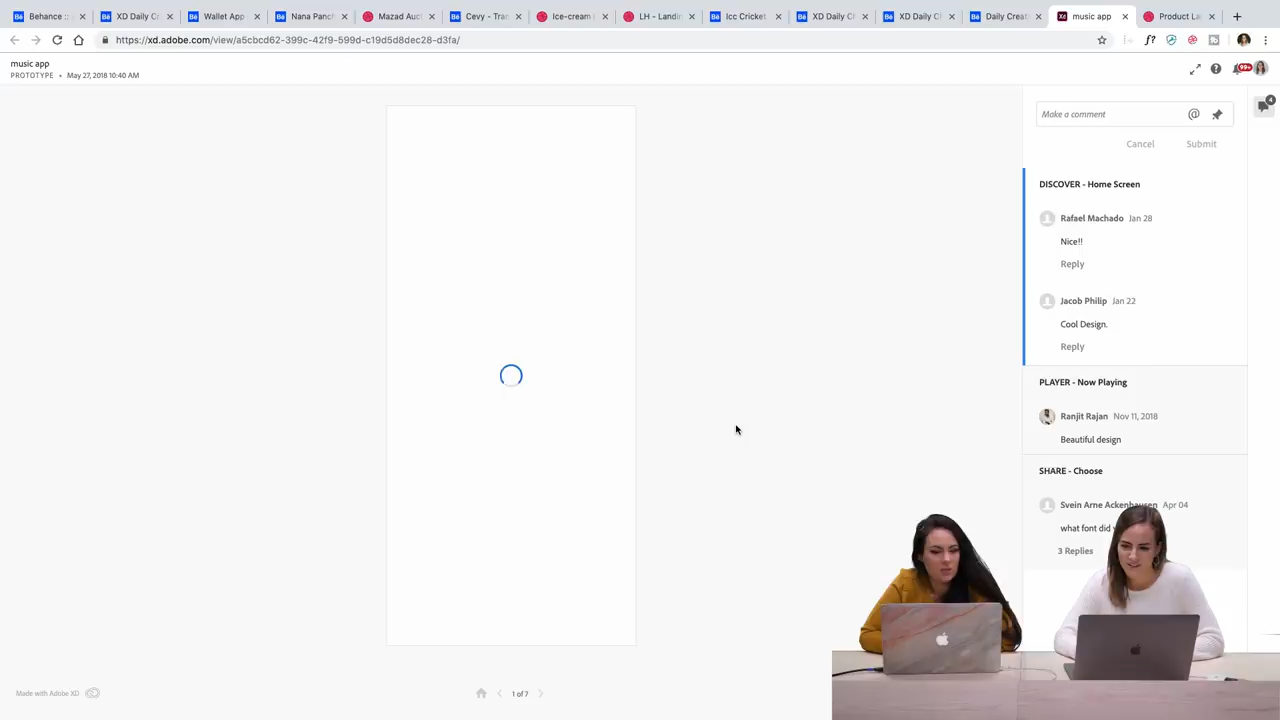 Behance ::
XD Daily C
Wallet App
Nana Panc
Mazad Auc
Cevy - Tran
Ice-cream
LH - Landin
Icc Cricket
XD Daily C
XD Daily C
Daily Creat
music app
Product La
https://xd.adobe.com/view/a5cbcd62-399c-42f9-599d-c19d5d8dec28-d3fa/
music app
PROTOTYPE • May 27, 2018 10:40 AM
99+
4
Make a comment @
Cancel Submit
DISCOVER - Home Screen
Rafael Machado Jan 28
Nice!!
Reply
Jacob Philip Jan 22
Cool Design.
Reply
PLAYER - Now Playing
Ranjit Rajan Nov 11, 2018
Beautiful design
SHARE - Choose
Svein Arne Ackenhausen Apr 04
what font did
3 Replies
Made with Adobe XD
1 of 7